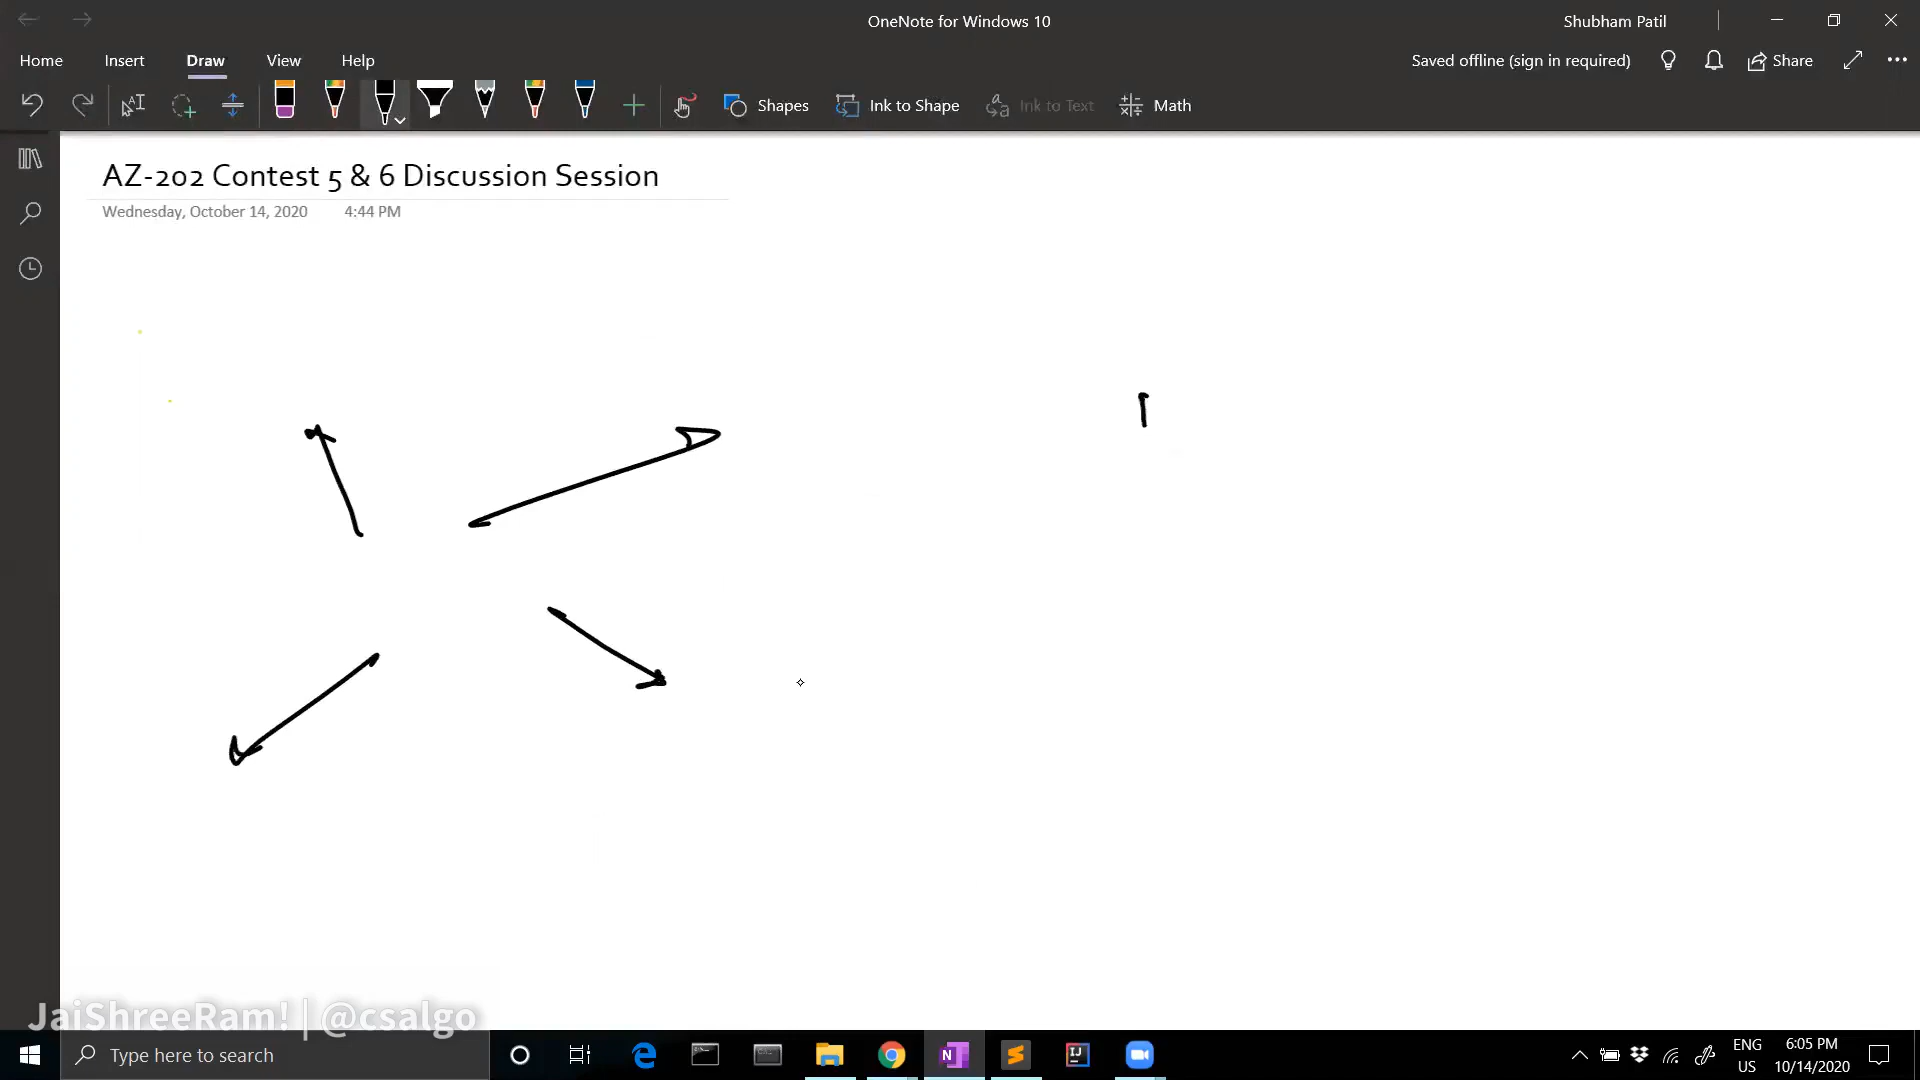 OneNote for Windows 10
Shubham Patil
Home Insert Draw View Help
Saved offline (sign in required)
Share
Shapes
Ink to Shape
Ink to Text
Math
AZ-202 Contest 5 & 6 Discussion Session
Wednesday, October 14, 2020 4:44 PM
JaiShreeRam! | @csalgo
Type here to search
ENG
US
6:05 PM
10/14/2020